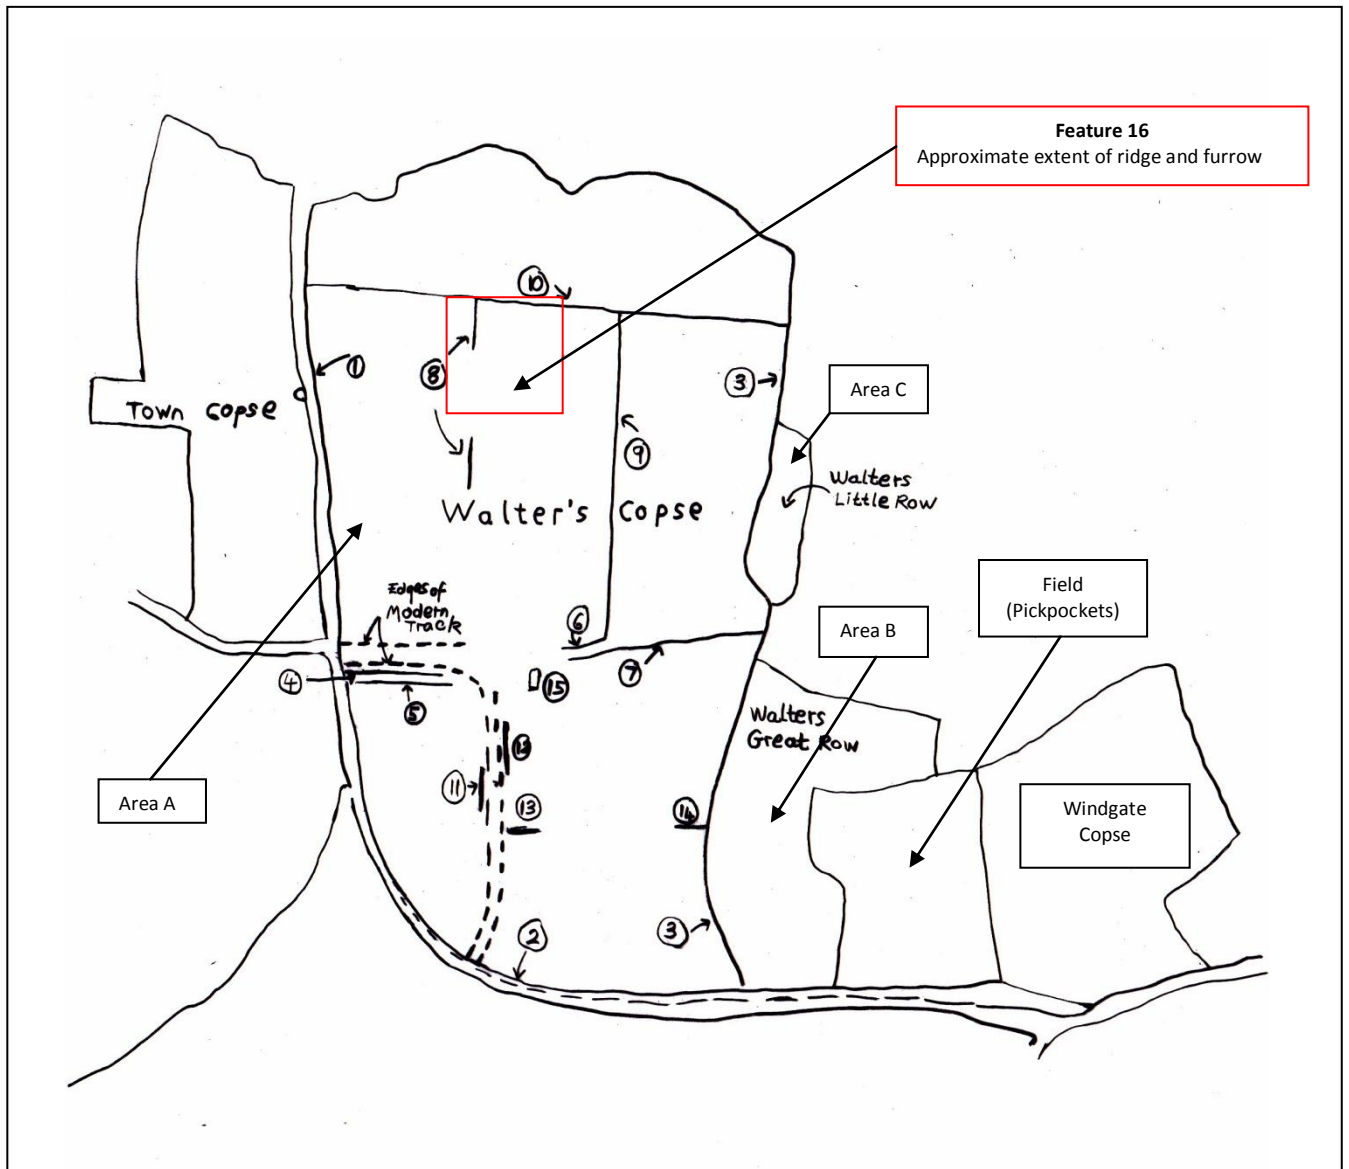 Feature 16
Approximate extent of ridge and furrow
10
1
8
3
Area C
Town Copse
9
Walters
Little Row
Walter's Copse
Edges of
Modern
Track
Field
(Pickpockets)
6
Area B
7
4
15
5
Walters
Great Row
12
11
Area A
13
14
Windgate
Copse
2
3